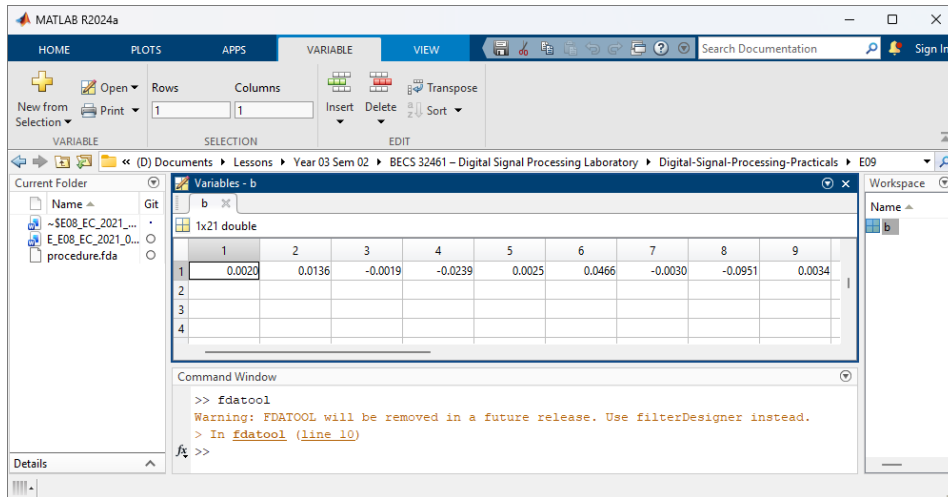 MATLAB R2024a
HOME PLOTS APPS VARIABLE VIEW Search Documentation Sign In
New from Selection Open Print Rows Columns 1 1 Insert Delete Transpose Sort
VARIABLE SELECTION EDIT
« (D) Documents Lessons Year 03 Sem 02 BECS 32461 – Digital Signal Processing Laboratory Digital-Signal-Processing-Practicals E09
Current Folder
Name Git
~$E08_EC_2021_...
E_E08_EC_2021_0...
procedure.fda
Details
Variables - b
b
1x21 double
1 2 3 4 5 6 7 8 9
1 0.0020 0.0136 -0.0019 -0.0239 0.0025 0.0466 -0.0030 -0.0951 0.0034
2
3
4
Command Window
>> fdatool
Warning: FDATOOL will be removed in a future release. Use filterDesigner instead.
> In fdatool (line 10)
fx >>
Workspace
Name
b